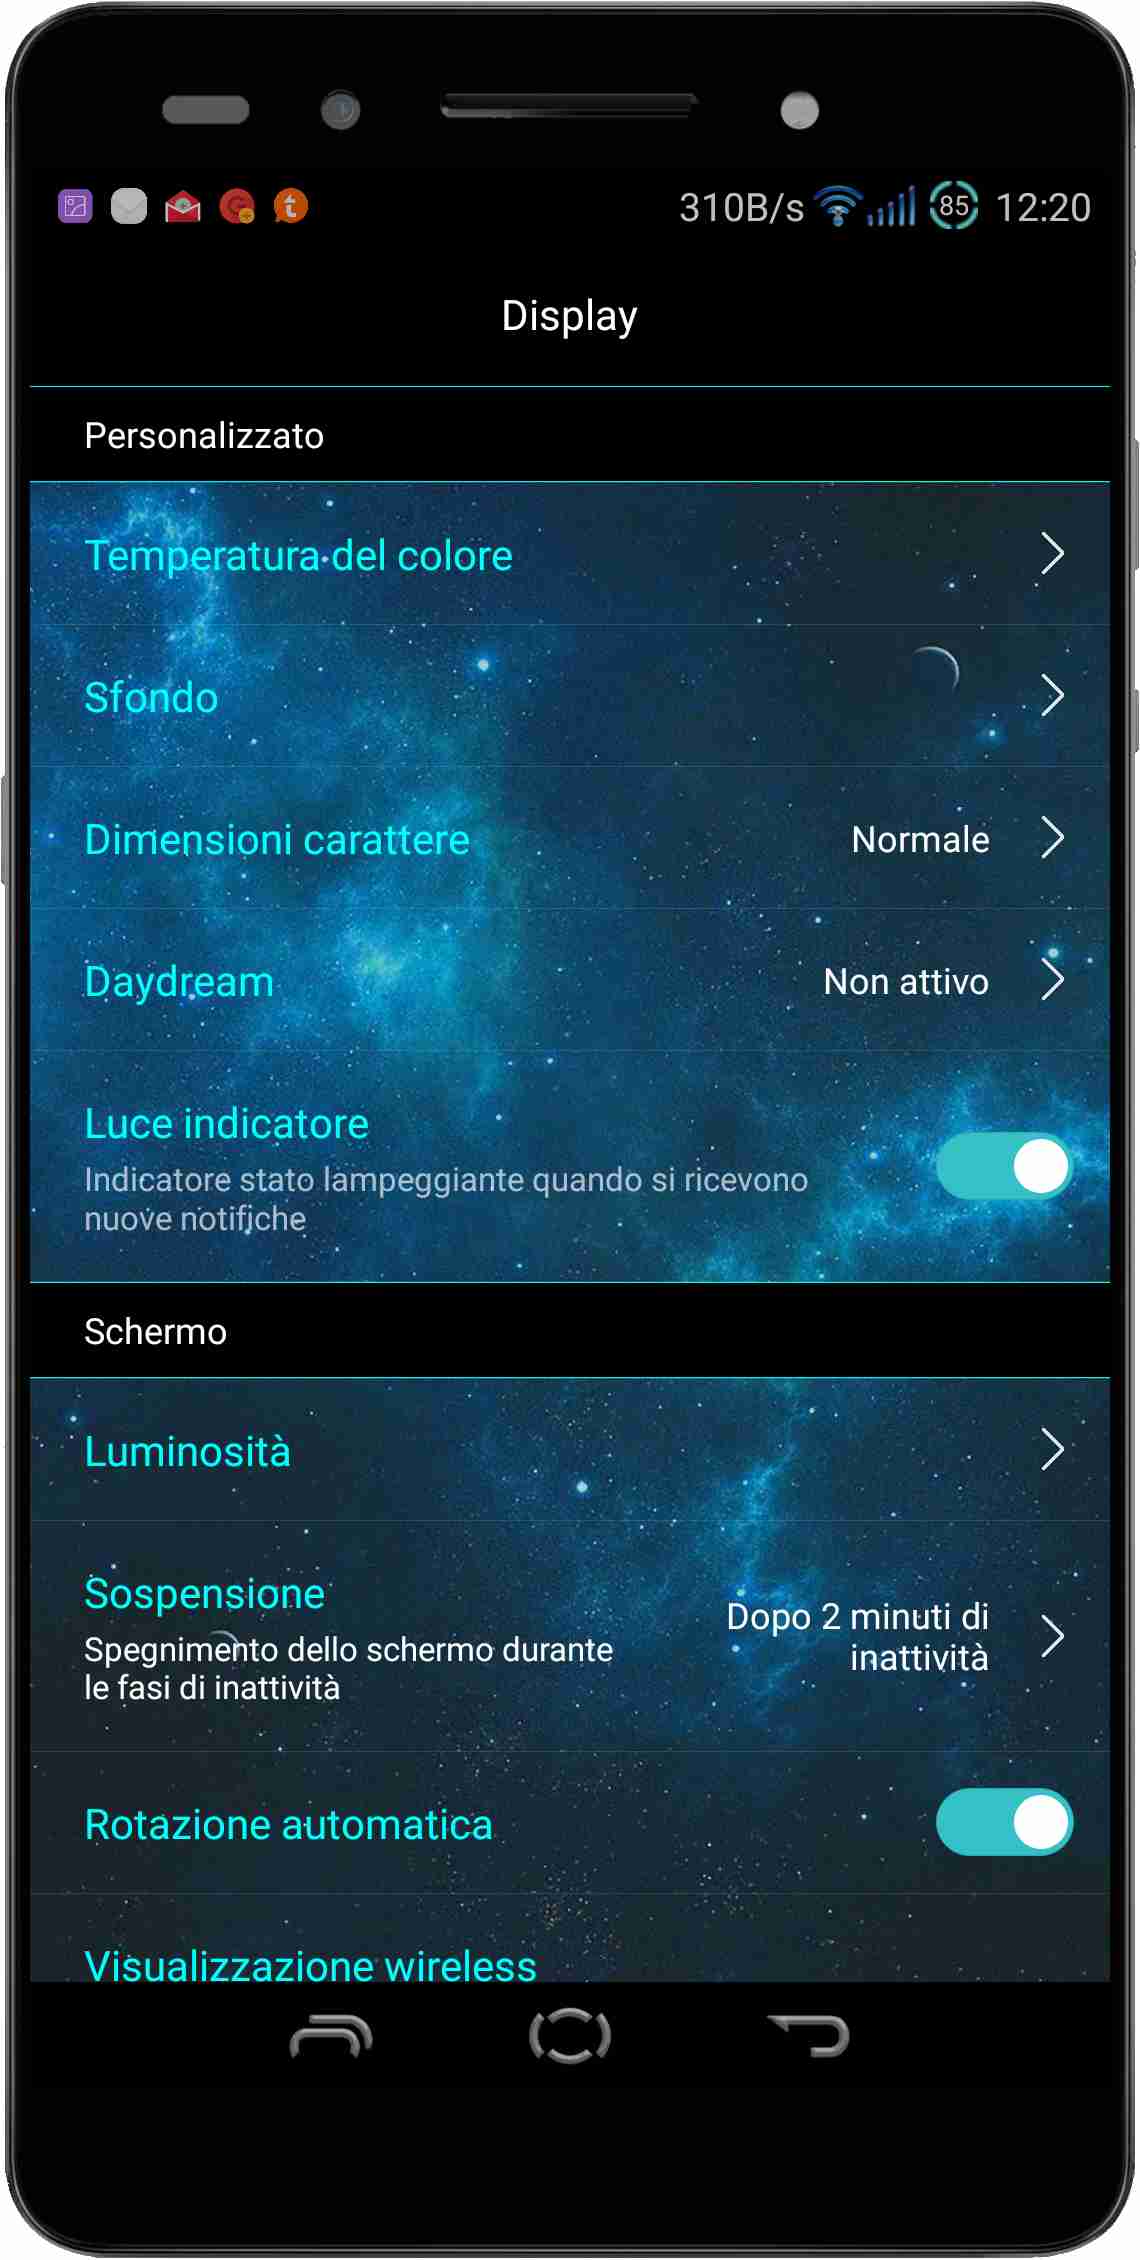 310B/s 85 12:20
Display
Personalizzato
Temperatura del colore
Sfondo
Dimensioni carattere Normale
Daydream Non attivo
Luce indicatore
Indicatore stato lampeggiante quando si ricevono
nuove notifiche
Schermo
Luminosità
Sospensione
Spegnimento dello schermo durante
le fasi di inattività
Dopo 2 minuti di
inattività
Rotazione automatica
Visualizzazione wireless